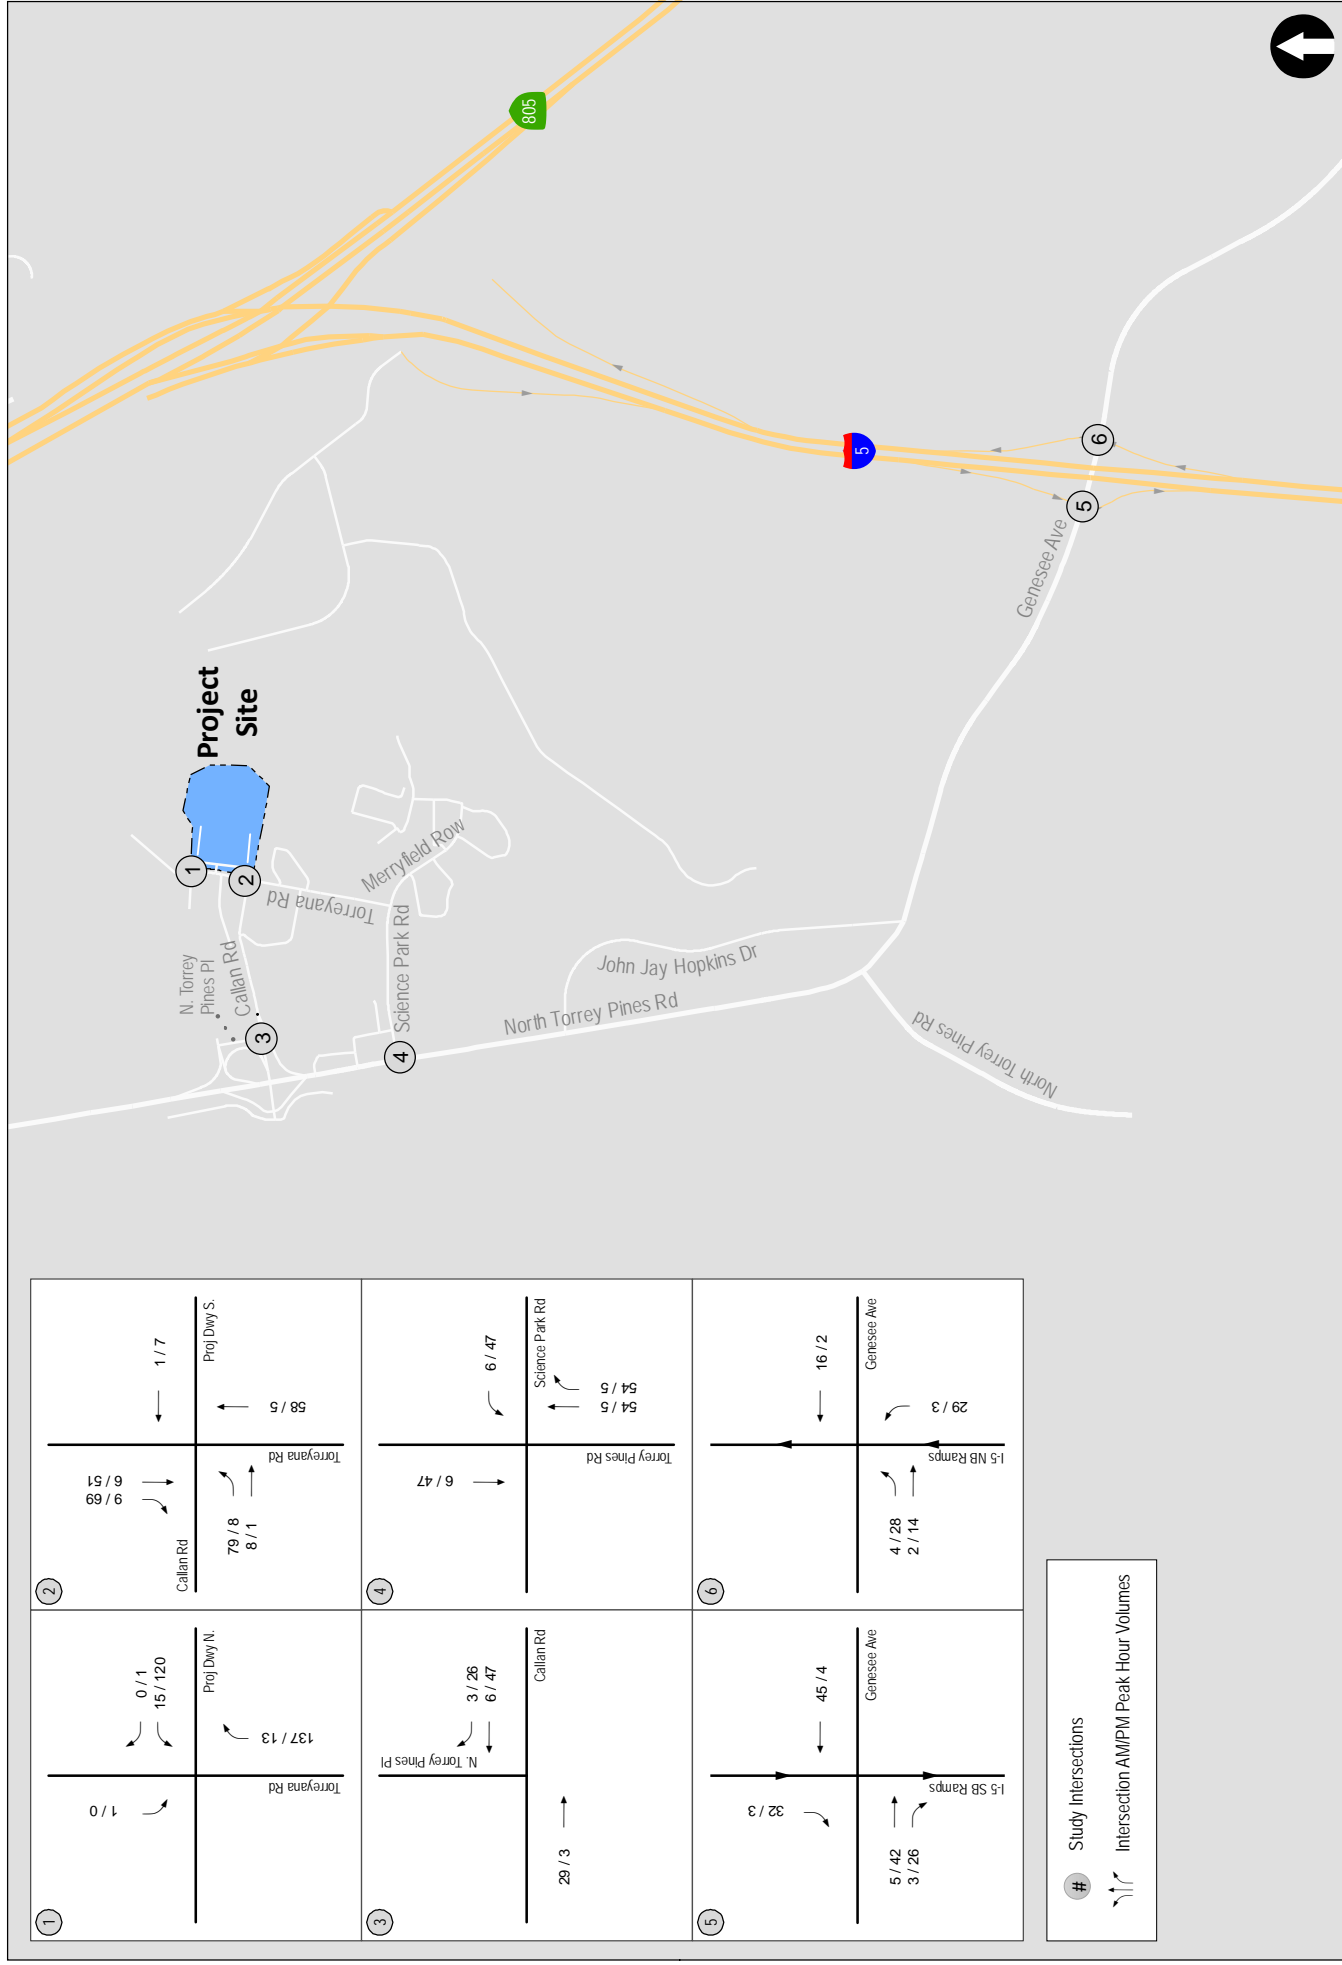 805
5
Project
Site
1
2
3
4
5
6
N. Torrey
Pines Pl
Callan Rd
Torreyana Rd
Merryfield Row
Science Park Rd
John Jay Hopkins Dr
North Torrey Pines Rd
North Torrey Pines Rd
Genesee Ave
1
0 / 1
15 / 120
1 / 0
137 / 13
Proj Dwy N.
Torreyana Rd
2
1 / 7
6 / 51
9 / 69
79 / 8
8 / 1
58 / 5
Callan Rd
Proj Dwy S.
Torreyana Rd
3
3 / 26
6 / 47
29 / 3
N. Torrey Pines Pl
Callan Rd
4
6 / 47
6 / 47
54 / 5
54 / 5
Science Park Rd
Torrey Pines Rd
5
45 / 4
32 / 3
5 / 42
3 / 26
Genesee Ave
I-5 SB Ramps
6
16 / 2
4 / 28
2 / 14
29 / 3
Genesee Ave
I-5 NB Ramps
# Study Intersections
Intersection AM/PM Peak Hour Volumes